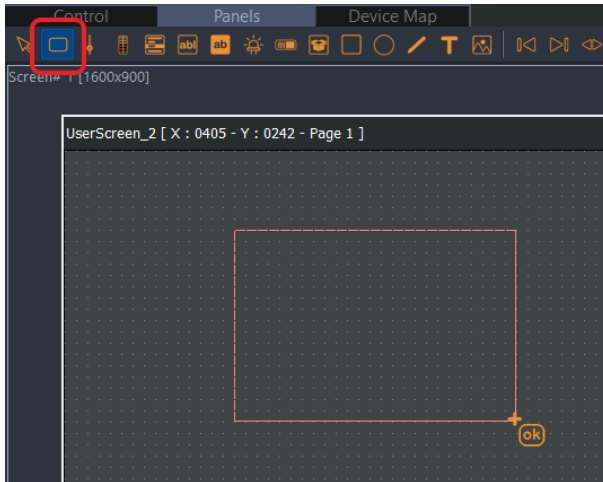 Control Panels Device Map
abl ab T
Screen# 1 [1600x900]
UserScreen_2 [ X : 0405 - Y : 0242 - Page 1 ]
ok